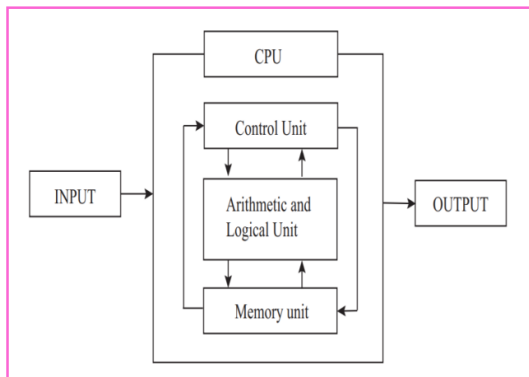 CPU
Control Unit
INPUT
Arithmetic and
Logical Unit
OUTPUT
Memory unit